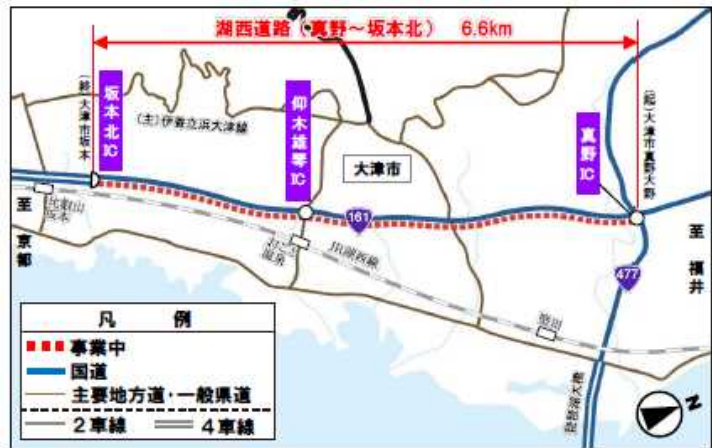 湖西道路(真野～坂本北) 6.6km
(終)大津市坂本
坂本北IC
(主)伊香立浜大津線
仰木雄琴IC
大津市
真野IC
(起)大津市真野大野
至 京都
比叡山坂本
おごと温泉
161
JR湖西線
堅田
477
至 福井
琵琶湖大橋
凡 例
事業中
国道
主要地方道・一般県道
2車線
4車線
N